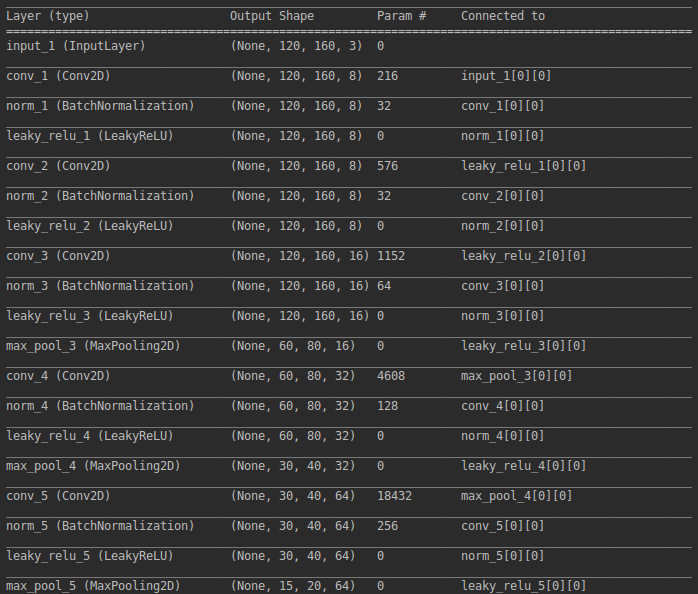 Layer (type) Output Shape Param # Connected to
input_1 (InputLayer) (None, 120, 160, 3) 0
conv_1 (Conv2D) (None, 120, 160, 8) 216 input_1[0][0]
norm_1 (BatchNormalization) (None, 120, 160, 8) 32 conv_1[0][0]
leaky_relu_1 (LeakyReLU) (None, 120, 160, 8) 0 norm_1[0][0]
conv_2 (Conv2D) (None, 120, 160, 8) 576 leaky_relu_1[0][0]
norm_2 (BatchNormalization) (None, 120, 160, 8) 32 conv_2[0][0]
leaky_relu_2 (LeakyReLU) (None, 120, 160, 8) 0 norm_2[0][0]
conv_3 (Conv2D) (None, 120, 160, 16) 1152 leaky_relu_2[0][0]
norm_3 (BatchNormalization) (None, 120, 160, 16) 64 conv_3[0][0]
leaky_relu_3 (LeakyReLU) (None, 120, 160, 16) 0 norm_3[0][0]
max_pool_3 (MaxPooling2D) (None, 60, 80, 16) 0 leaky_relu_3[0][0]
conv_4 (Conv2D) (None, 60, 80, 32) 4608 max_pool_3[0][0]
norm_4 (BatchNormalization) (None, 60, 80, 32) 128 conv_4[0][0]
leaky_relu_4 (LeakyReLU) (None, 60, 80, 32) 0 norm_4[0][0]
max_pool_4 (MaxPooling2D) (None, 30, 40, 32) 0 leaky_relu_4[0][0]
conv_5 (Conv2D) (None, 30, 40, 64) 18432 max_pool_4[0][0]
norm_5 (BatchNormalization) (None, 30, 40, 64) 256 conv_5[0][0]
leaky_relu_5 (LeakyReLU) (None, 30, 40, 64) 0 norm_5[0][0]
max_pool_5 (MaxPooling2D) (None, 15, 20, 64) 0 leaky_relu_5[0][0]